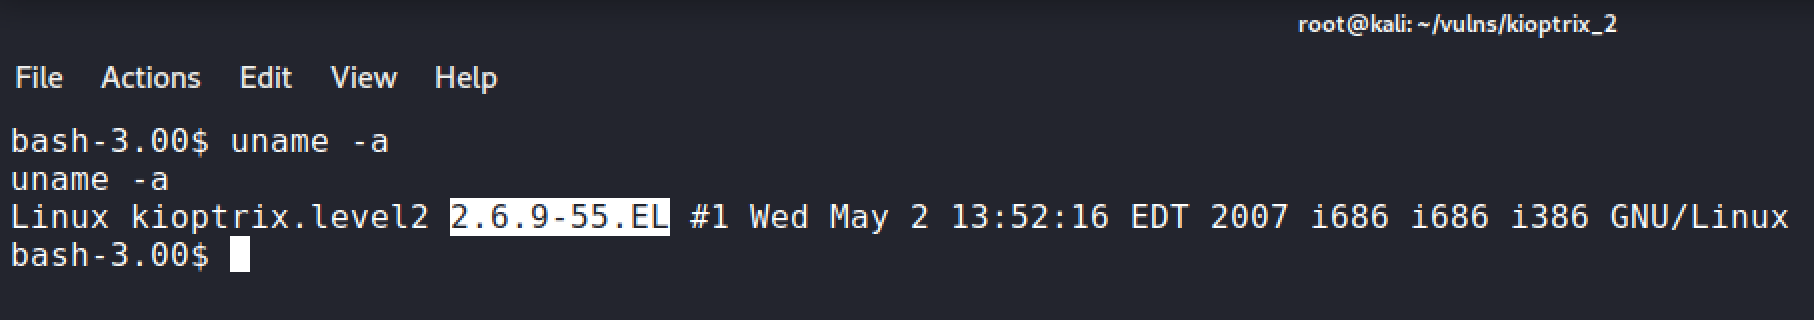 root@kali: ~/vulns/kioptrix_2
File Actions Edit View Help
bash-3.00$ uname -a
uname -a
Linux kioptrix.level2 2.6.9-55.EL #1 Wed May 2 13:52:16 EDT 2007 i686 i686 i386 GNU/Linux
bash-3.00$